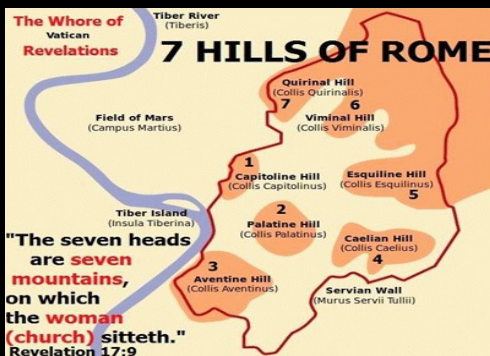 The Whore of
Vatican
Revelations
Tiber River
(Tiberis)
7 HILLS OF ROME
Quirinal Hill
(Collis Quirinalis)
7
6
Viminal Hill
(Collis Viminalis)
Field of Mars
(Campus Martius)
1
Capitoline Hill
(Collis Capitolinus)
Esquiline Hill
(Collis Esquilinus)
5
Tiber Island
(Insula Tiberina)
2
Palatine Hill
(Collis Palatinus)
Caelian Hill
(Collis Caelius)
4
3
Aventine Hill
(Collis Aventinus)
Servian Wall
(Murus Servii Tullii)
"The seven heads
are seven
mountains,
on which
the woman
(church) sitteth."
Revelation 17:9